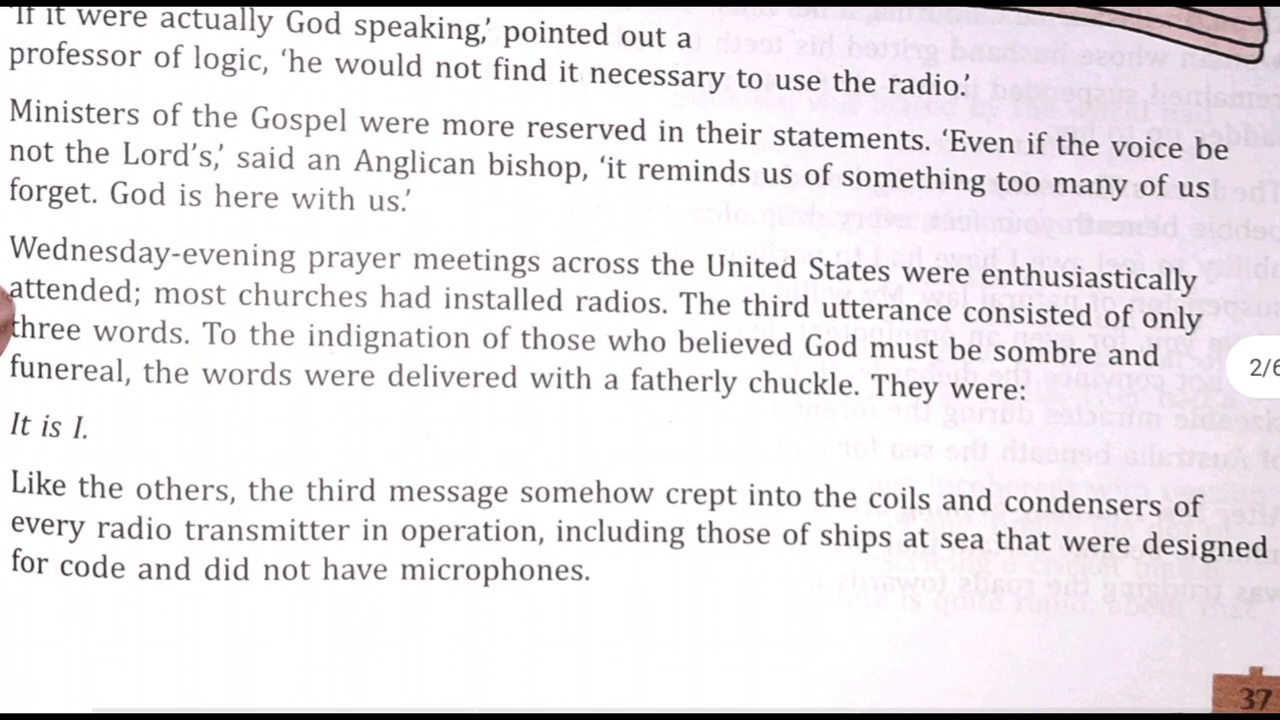 'If it were actually God speaking,' pointed out a
professor of logic, 'he would not find it necessary to use the radio.'
Ministers of the Gospel were more reserved in their statements. 'Even if the voice be
not the Lord's,' said an Anglican bishop, 'it reminds us of something too many of us
forget. God is here with us.'
Wednesday-evening prayer meetings across the United States were enthusiastically
attended; most churches had installed radios. The third utterance consisted of only
three words. To the indignation of those who believed God must be sombre and
funereal, the words were delivered with a fatherly chuckle. They were:
2/6
It is I.
Like the others, the third message somehow crept into the coils and condensers of
every radio transmitter in operation, including those of ships at sea that were designed
for code and did not have microphones.
37